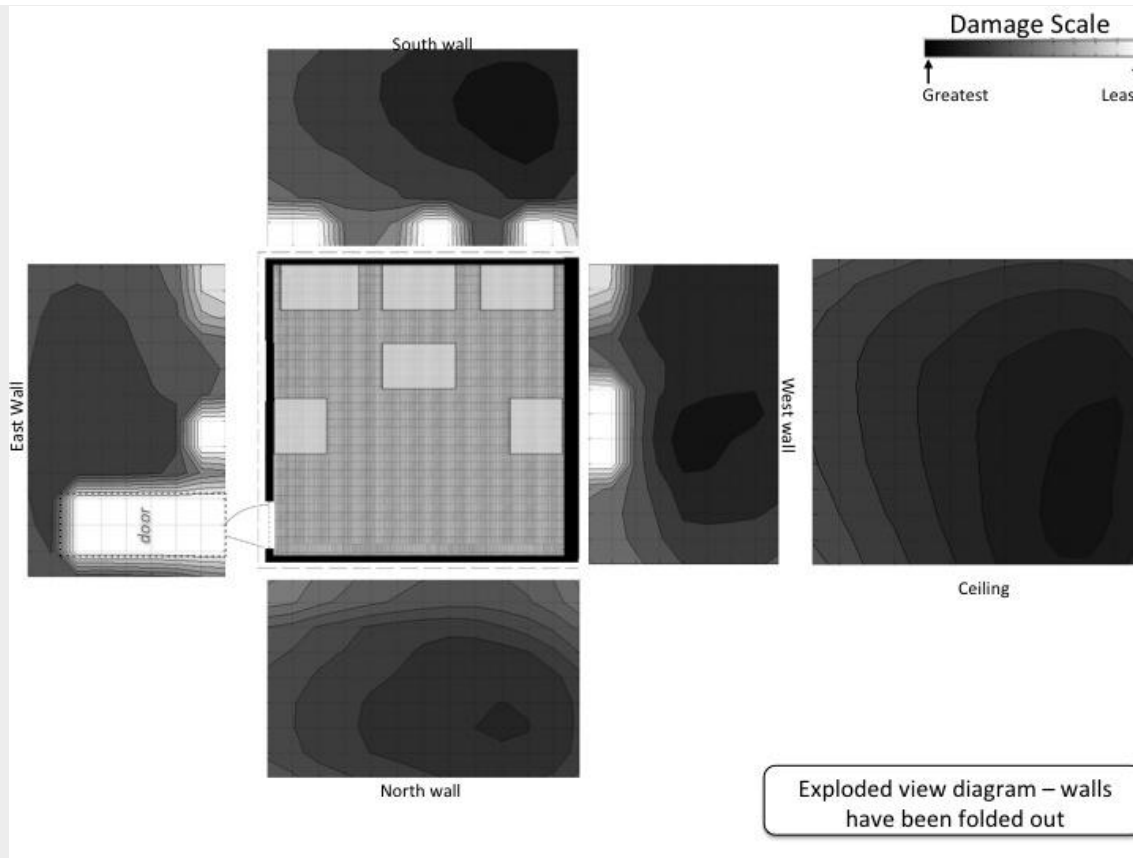 South wall
Damage Scale
Greatest
Leas
East Wall
West wall
door
Ceiling
North wall
Exploded view diagram – walls
have been folded out